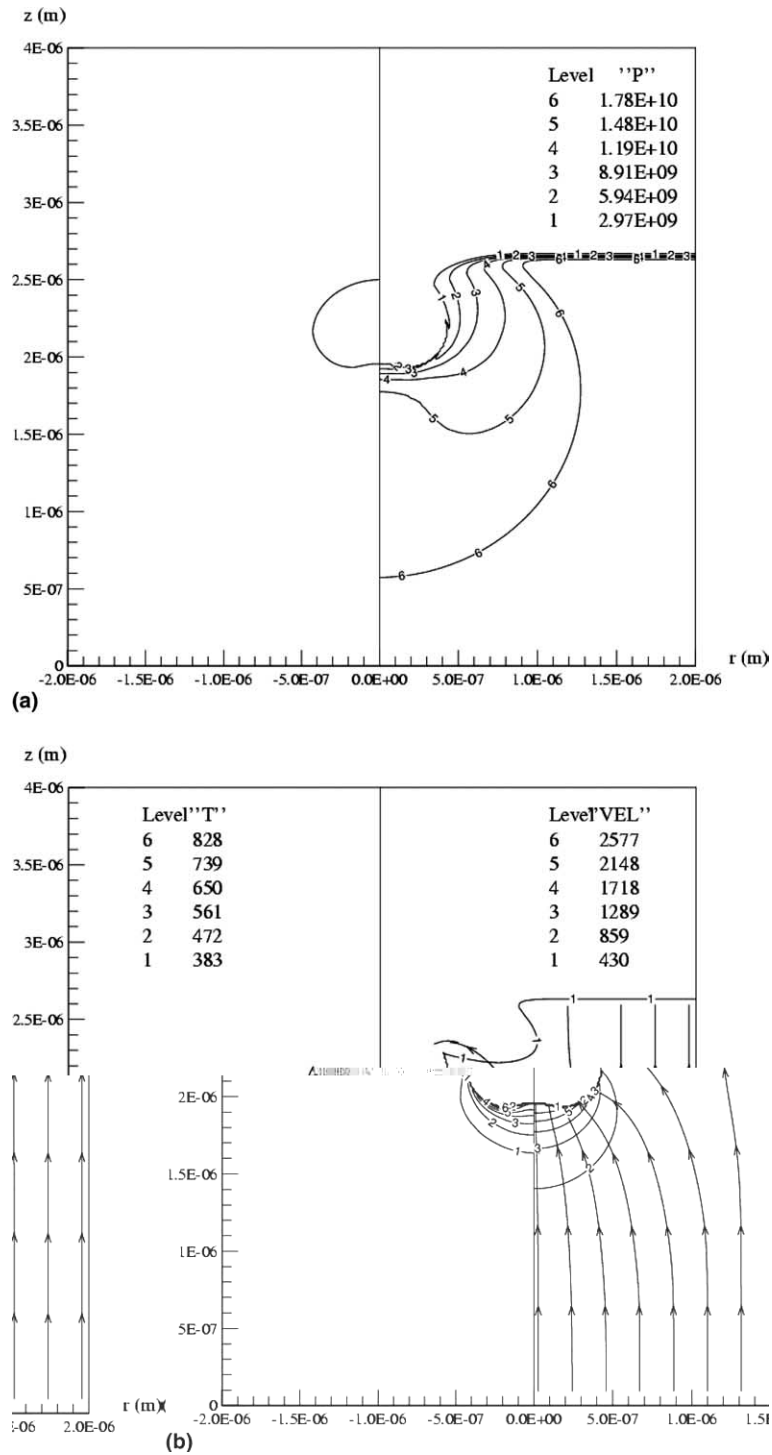 z (m)
4E-06
Level "P"
6 1.78E+10
5 1.48E+10
4 1.19E+10
3 8.91E+09
2 5.94E+09
1 2.97E+09
3.5E-06
3E-06
2.5E-06
2E-06
1.5E-06
1E-06
5E-07
0
-2.0E-06 -1.5E-06 -1.0E-06 -5.0E-07 0.0E+00 5.0E-07 1.0E-06 1.5E-06 2.0E-06
r (m)
(a)
z (m)
4E-06
Level "T" Level "VEL"
6 828 6 2577
5 739 5 2148
4 650 4 1718
3 561 3 1289
2 472 2 859
1 383 1 430
3.5E-06
3E-06
2.5E-06
2E-06
1.5E-06
1E-06
5E-07
0
2.0E-06 r (m) -2.0E-06 -1.5E-06 -1.0E-06 -5.0E-07 0.0E+00 5.0E-07 1.0E-06
(b)